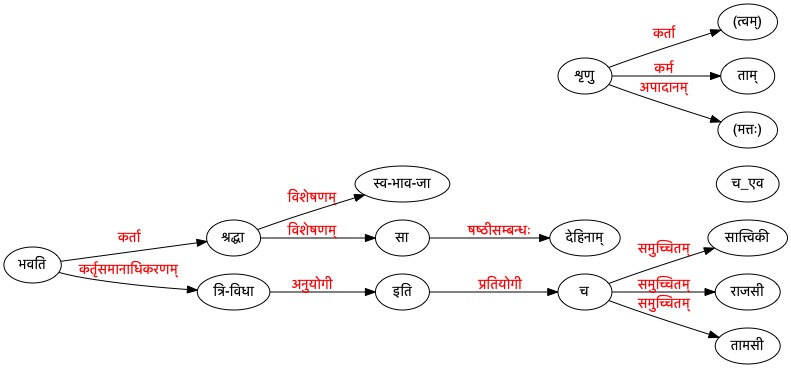 (त्वम्)
कर्ता
शृणु
कर्म
ताम्
अपादानम्
(मत्तः)
स्व-भाव-जा
च_एव
विशेषणम्
श्रद्धा
विशेषणम्
सा
षष्ठीसम्बन्धः
देहिनाम्
सात्त्विकी
कर्ता
समुच्चितम्
भवति
कर्तृसमानाधिकरणम्
त्रि-विधा
अनुयोगी
इति
प्रतियोगी
च
समुच्चितम्
राजसी
समुच्चितम्
तामसी